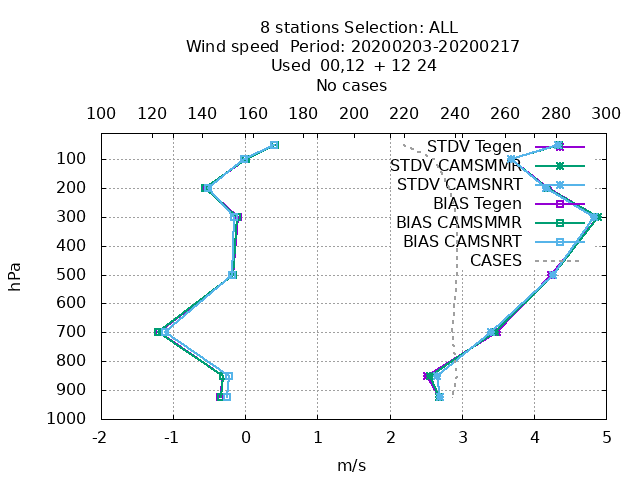 8 stations Selection: ALL
Wind speed  Period: 20200203-20200217
Used  00,12  + 12 24
No cases
100 120 140 160 180 200 220 240 260 280 300
STDV Tegen
STDV CAMSMMR
STDV CAMSNRT
BIAS Tegen
BIAS CAMSMMR
BIAS CAMSNRT
CASES
hPa
100
200
300
400
500
600
700
800
900
1000
-2 -1 0 1 2 3 4 5
m/s